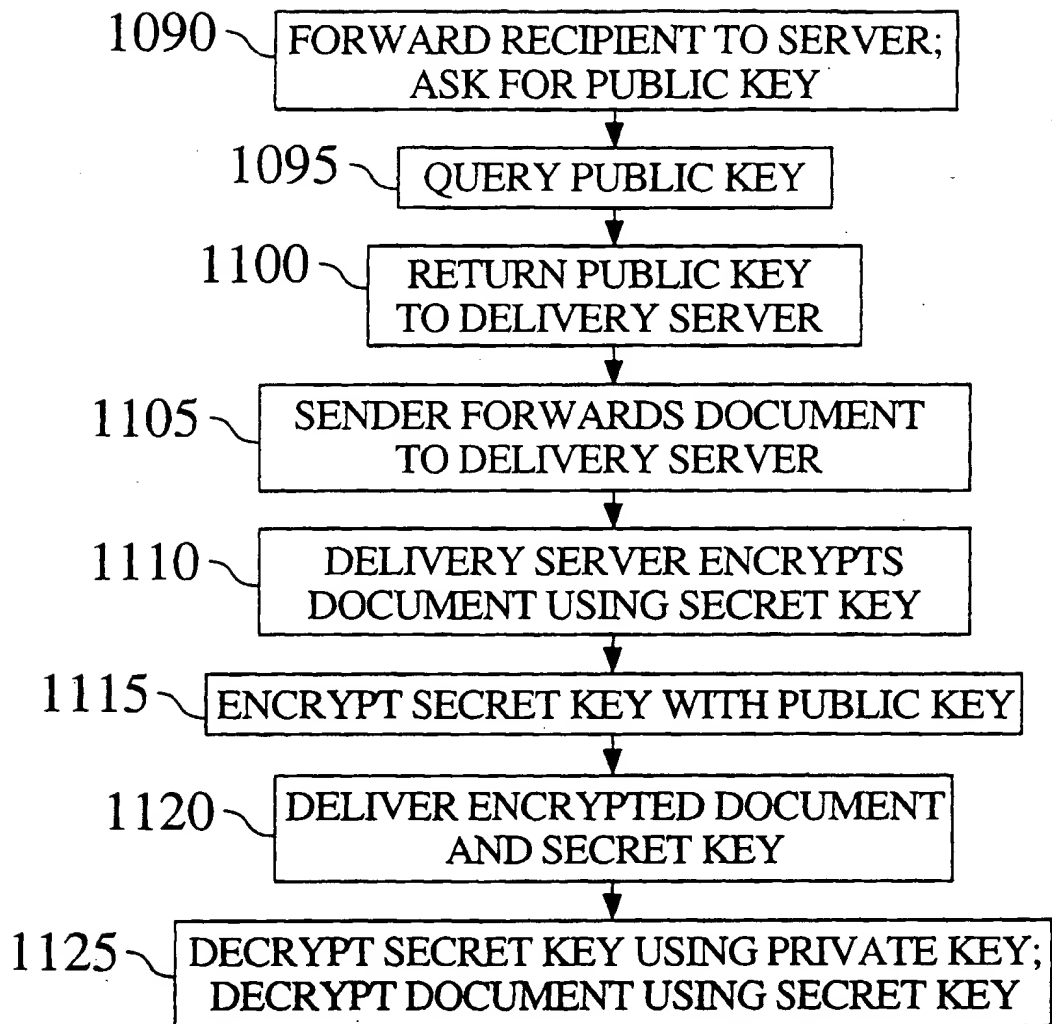 1090
FORWARD RECIPIENT TO SERVER;
ASK FOR PUBLIC KEY
1095
QUERY PUBLIC KEY
1100
RETURN PUBLIC KEY
TO DELIVERY SERVER
1105
SENDER FORWARDS DOCUMENT
TO DELIVERY SERVER
1110
DELIVERY SERVER ENCRYPTS
DOCUMENT USING SECRET KEY
1115
ENCRYPT SECRET KEY WITH PUBLIC KEY
1120
DELIVER ENCRYPTED DOCUMENT
AND SECRET KEY
1125
DECRYPT SECRET KEY USING PRIVATE KEY;
DECRYPT DOCUMENT USING SECRET KEY